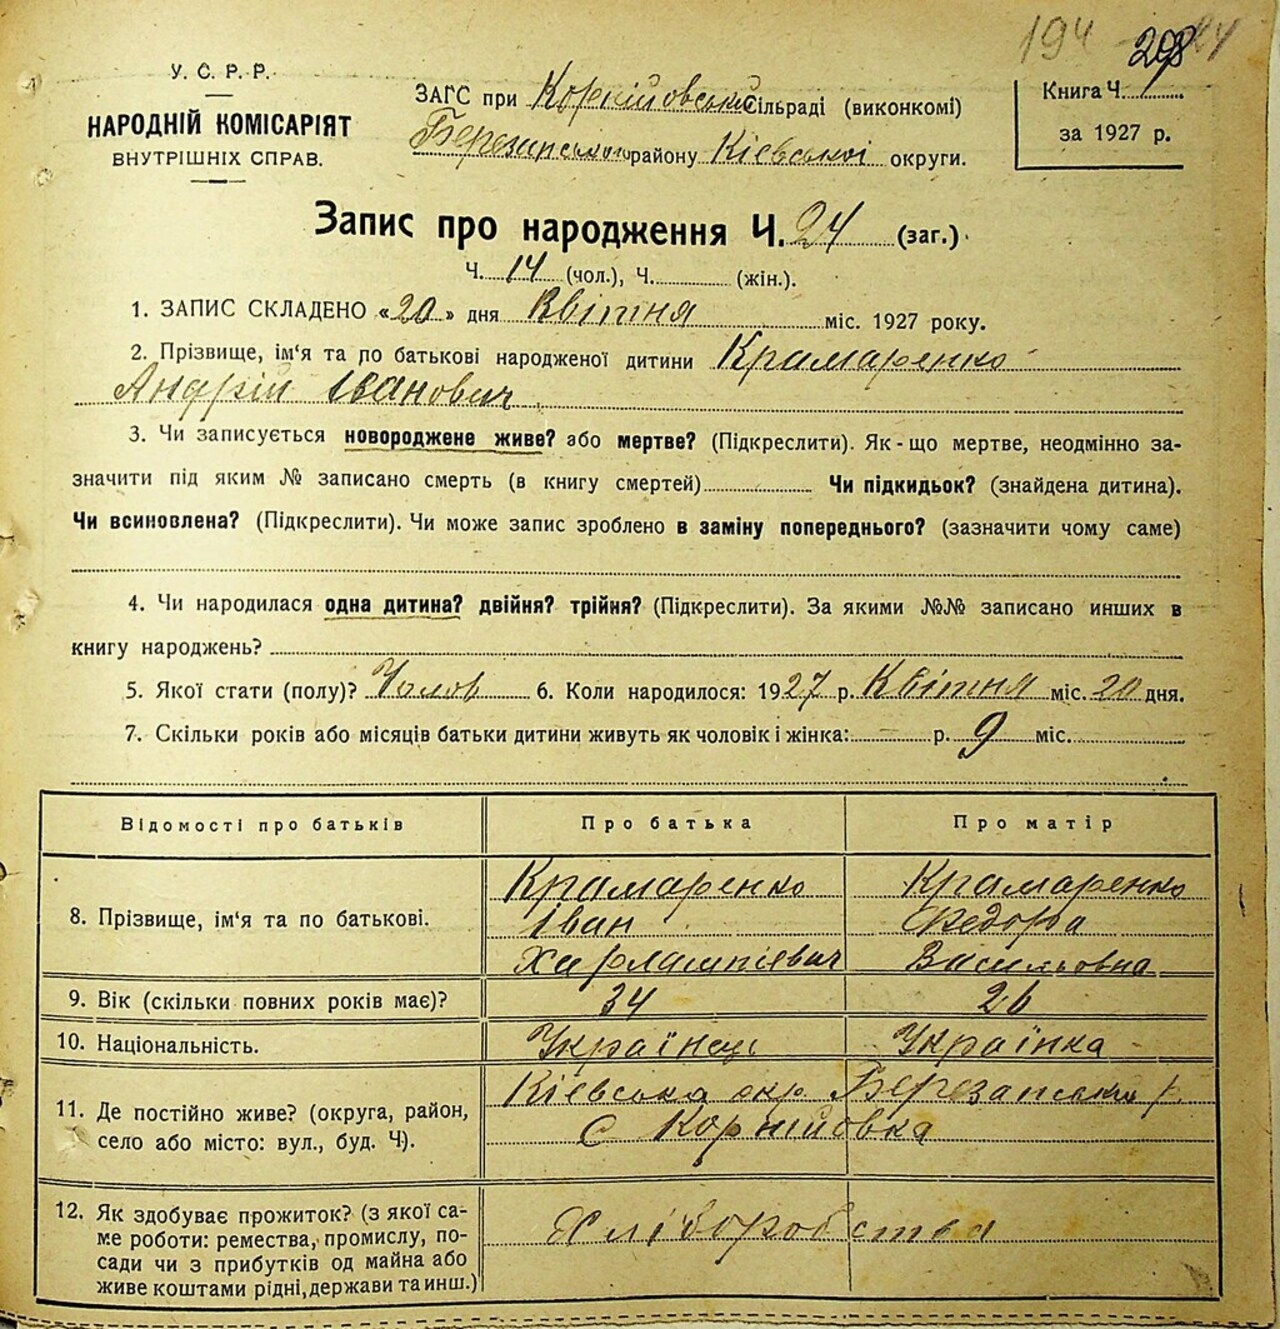 194
298
У. С. Р. Р.
НАРОДНІЙ КОМІСАРІЯТ
ВНУТРІШНІХ СПРАВ.
ЗАГС при Корнійовський сільраді (виконкомі)
Березанського району Київської округи.
Книга Ч.
за 1927 р.
Запис про народження Ч. 24 (заг.)
Ч. 14 (чол.), Ч. (жін.).
1. ЗАПИС СКЛАДЕНО «20» дня Квітня міс. 1927 року.
2. Прізвище, ім'я та по батькові народженої дитини Крамаренко
Андрій Іванович
3. Чи записується новороджене живе? або мертве? (Підкреслити). Як-що мертве, неодмінно за-
значити під яким № записано смерть (в книгу смертей) Чи підкидьок? (знайдена дитина).
Чи всиновлена? (Підкреслити). Чи може запис зроблено в заміну попереднього? (зазначити чому саме)
4. Чи народилася одна дитина? двійня? трійня? (Підкреслити). За якими №№ записано инших в
книгу народжень?
5. Якої стати (полу)? Чолов 6. Коли народилося: 1927 р. Квітня міс. 20 дня.
7. Скільки років або місяців батьки дитини живуть як чоловік і жінка: — р. 9 міс.
Відомості про батьків Про батька Про матір
8. Прізвище, ім'я та по батькові.
Крамаренко Крамаренко
Іван Федора
Харлампієвич Васильовна
9. Вік (скільки повних років має)? 34 26
10. Національність. Українець Українка
11. Де постійно живе? (округа, район,
село або місто: вул., буд. Ч).
Кіевська окр. Березанський р.
с Корнійовка
12. Як здобуває прожиток? (з якої са-
ме роботи: ремества, промислу, по-
сади чи з прибутків од майна або
живе коштами рідні, держави та инш.)
Хліборобства